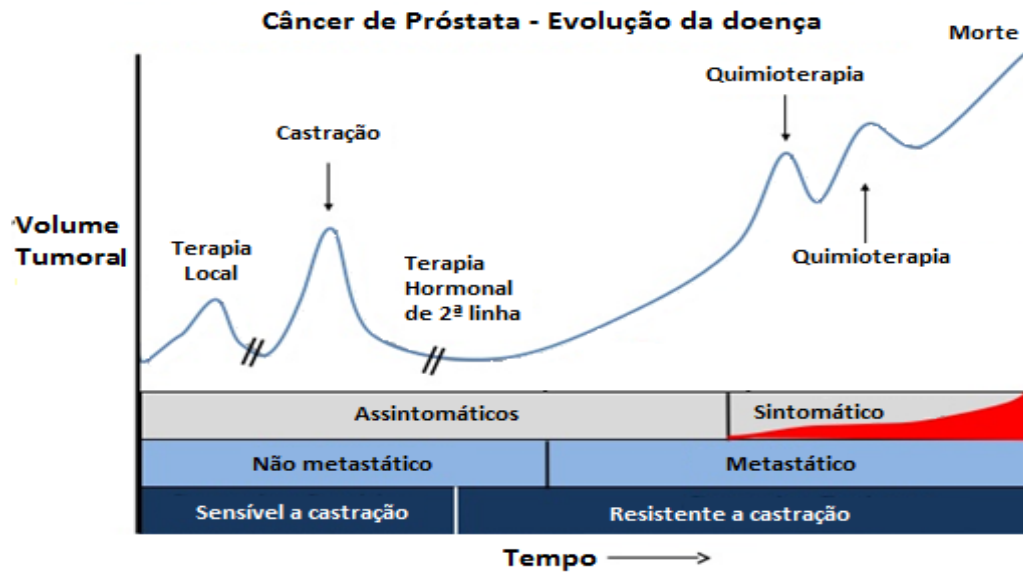 Câncer de Próstata - Evolução da doença
Morte
Quimioterapia
Castração
Volume
Tumoral
Terapia
Local
Terapia
Hormonal
de 2ª linha
Quimioterapia
Assintomáticos
Sintomático
Não metastático
Metastático
Sensível a castração
Resistente a castração
Tempo